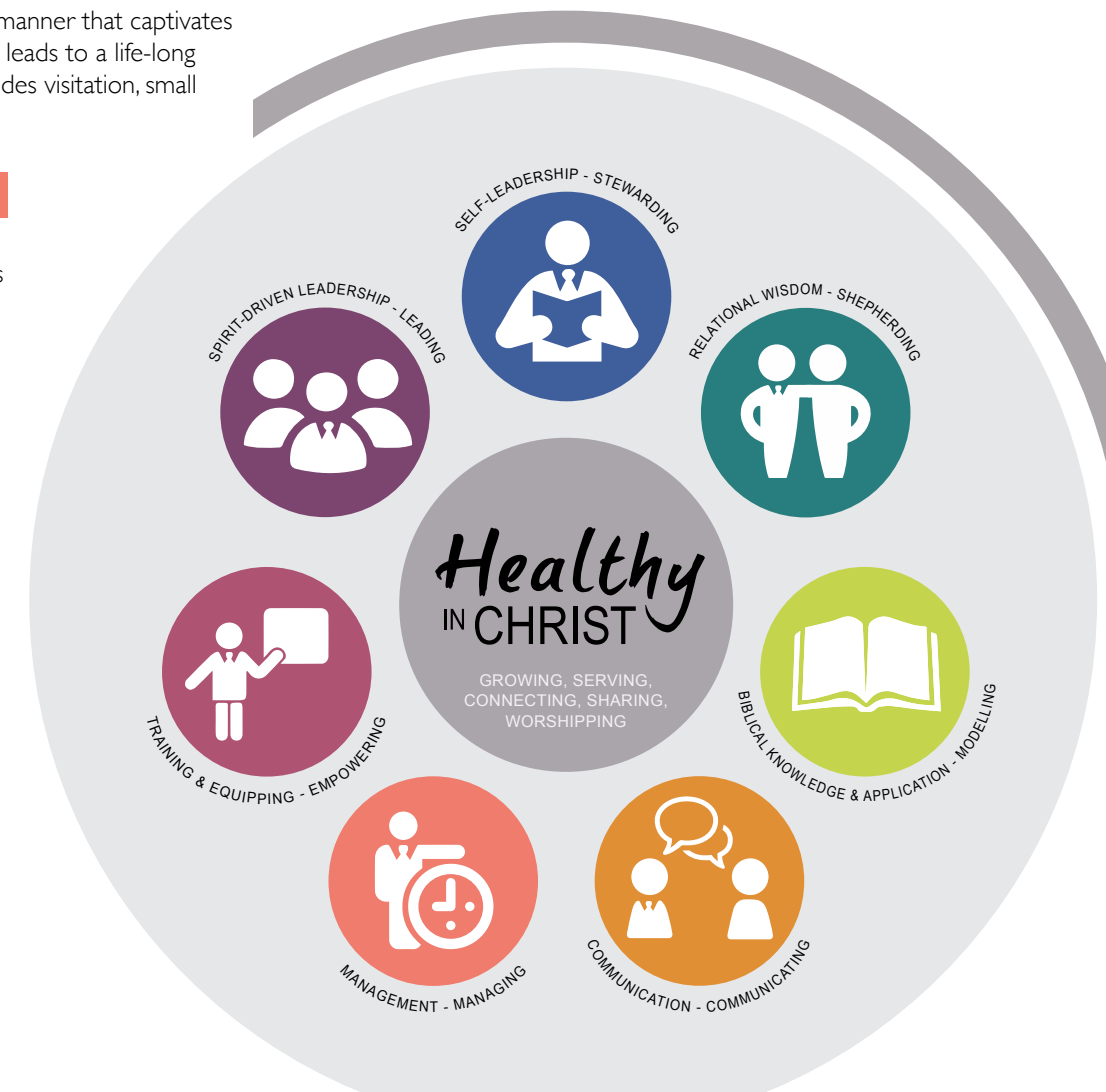 manner that captivates
leads to a life-long
des visitation, small
s
SELF-LEADERSHIP - STEWARDING
SPIRIT-DRIVEN LEADERSHIP - LEADING
RELATIONAL WISDOM - SHEPHERDING
Healthy
IN CHRIST
GROWING, SERVING,
CONNECTING, SHARING,
WORSHIPPING
BIBLICAL KNOWLEDGE & APPLICATION - MODELLING
TRAINING & EQUIPPING - EMPOWERING
MANAGEMENT - MANAGING
COMMUNICATION - COMMUNICATING